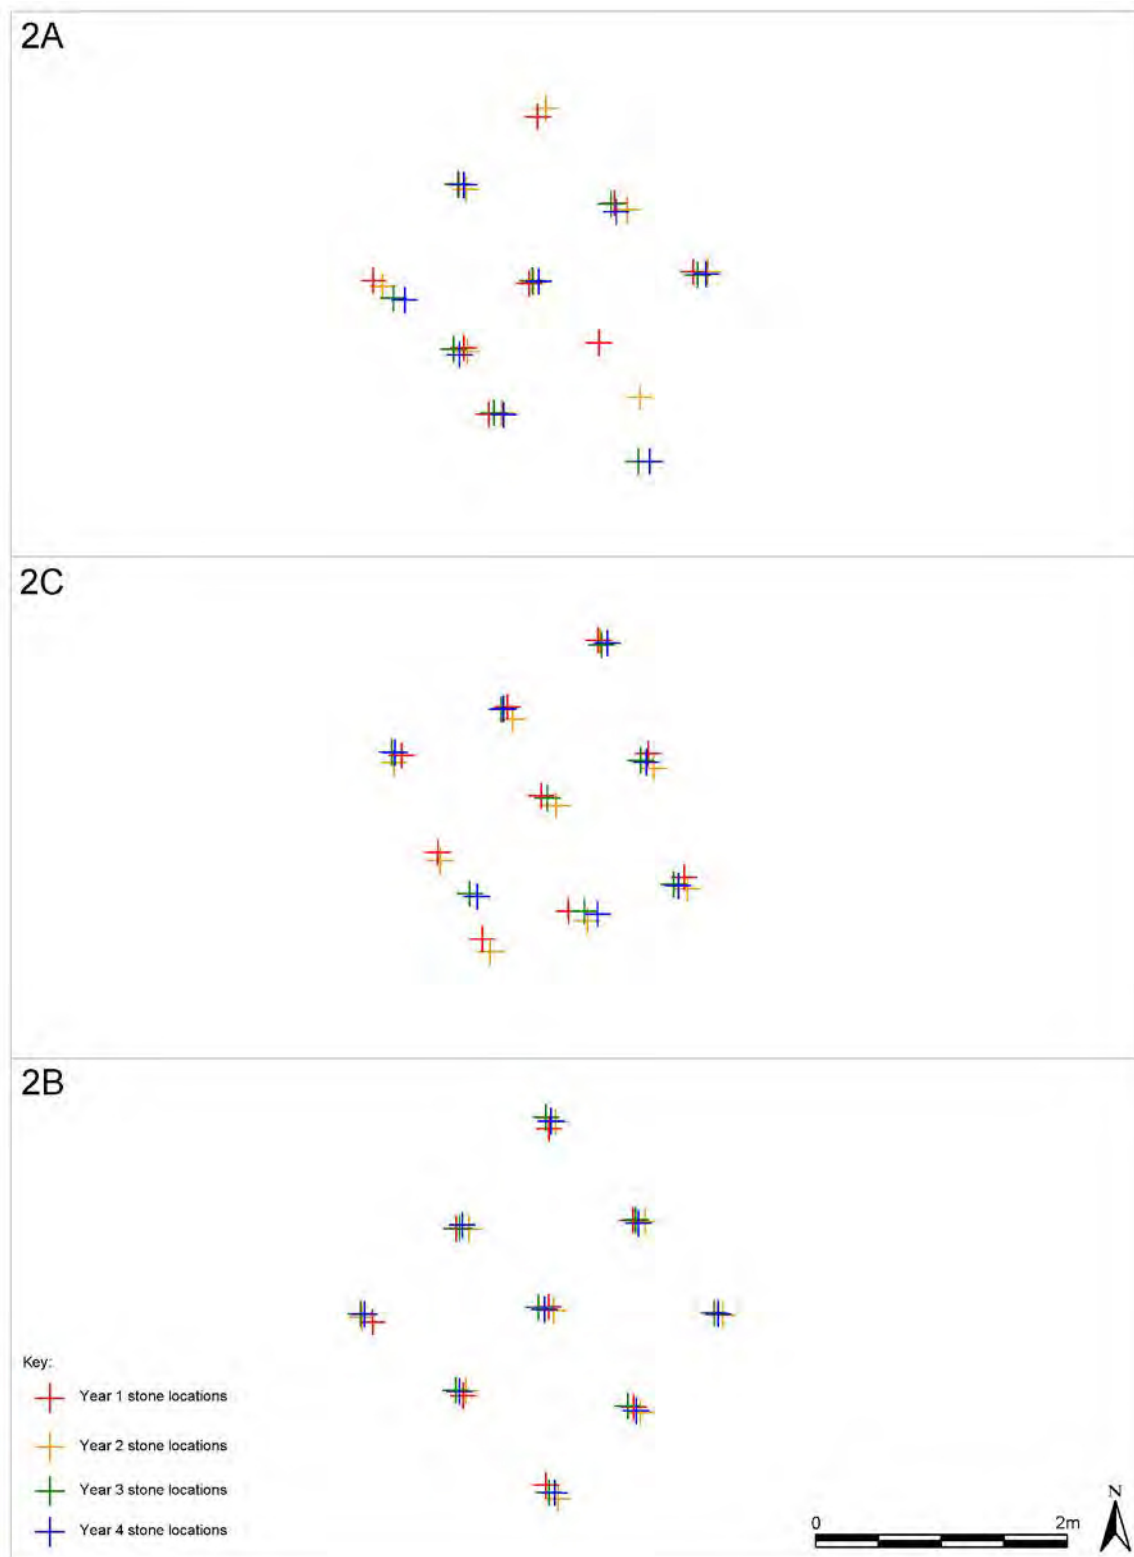 2A
2C
2B
Key:
Year 1 stone locations
Year 2 stone locations
Year 3 stone locations
Year 4 stone locations
0 2m
N